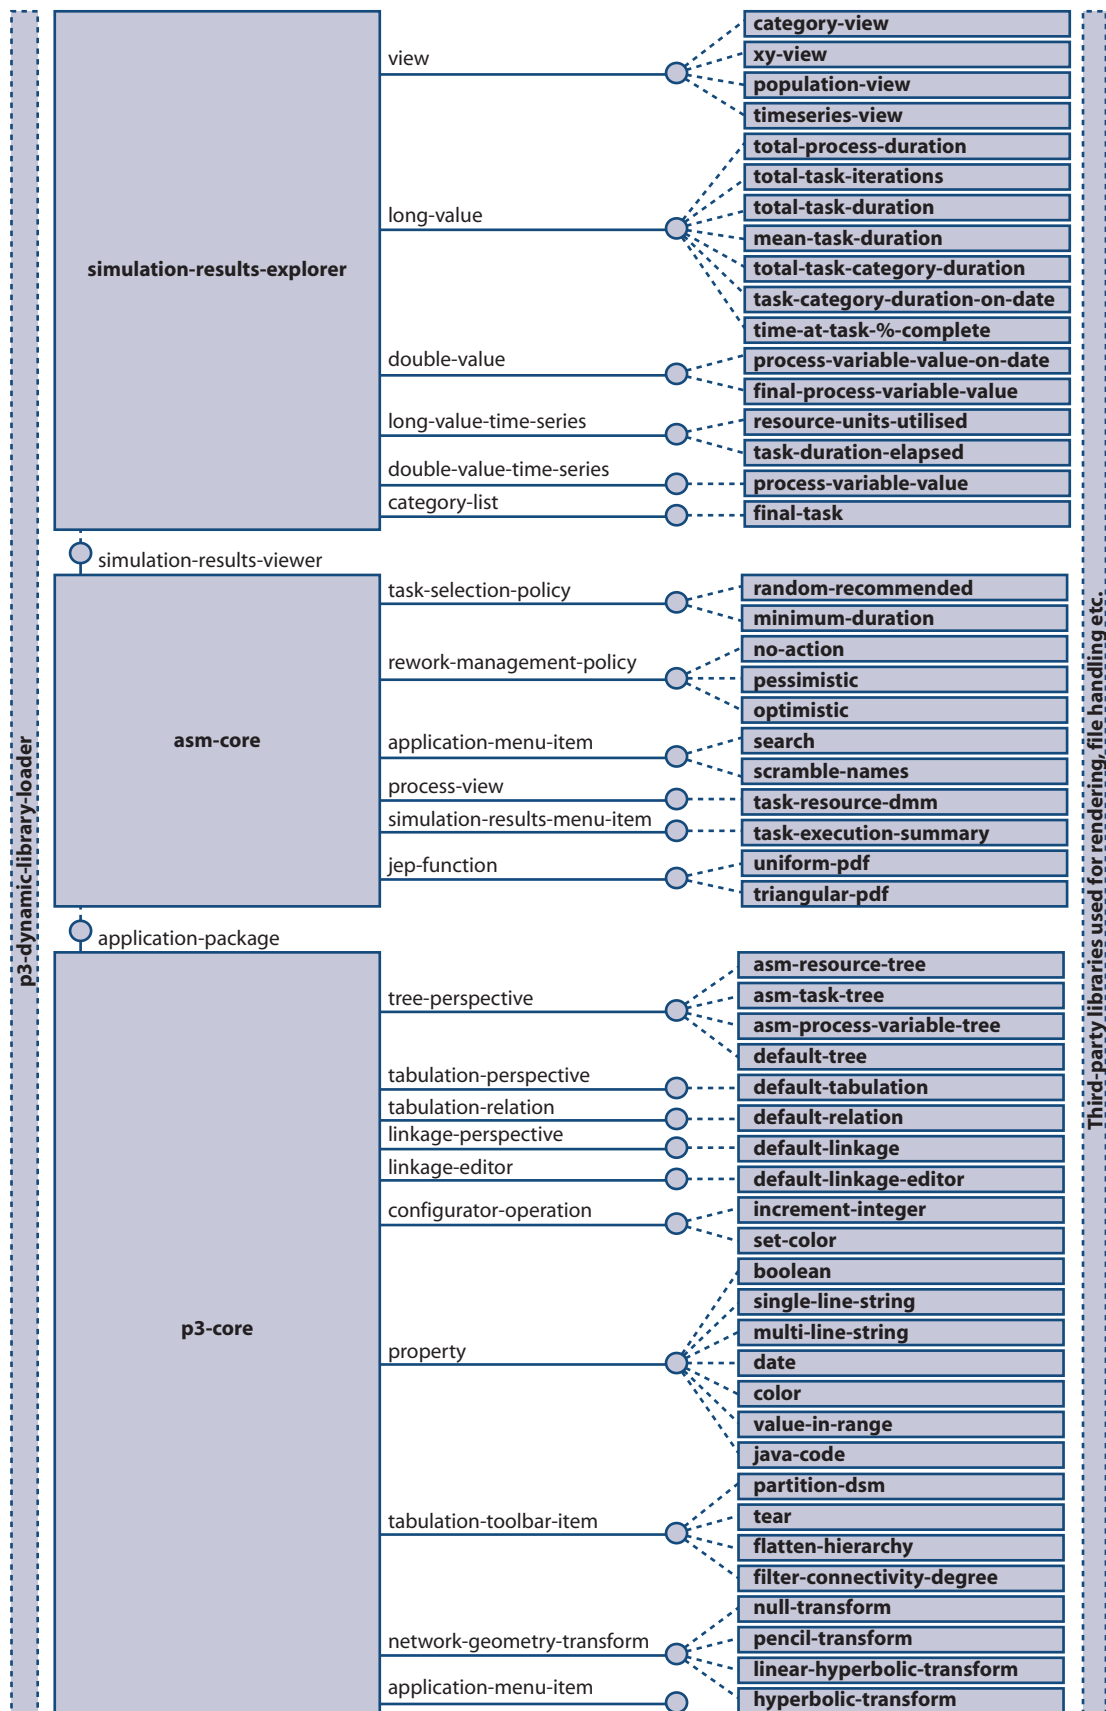 p3-dynamic-library-loader
simulation-results-explorer
view
category-view
xy-view
population-view
timeseries-view
long-value
total-process-duration
total-task-iterations
total-task-duration
mean-task-duration
total-task-category-duration
task-category-duration-on-date
time-at-task-%-complete
double-value
process-variable-value-on-date
final-process-variable-value
long-value-time-series
resource-units-utilised
task-duration-elapsed
double-value-time-series
process-variable-value
category-list
final-task
simulation-results-viewer
asm-core
task-selection-policy
random-recommended
minimum-duration
rework-management-policy
no-action
pessimistic
optimistic
application-menu-item
search
scramble-names
process-view
task-resource-dmm
simulation-results-menu-item
task-execution-summary
jep-function
uniform-pdf
triangular-pdf
application-package
p3-core
tree-perspective
asm-resource-tree
asm-task-tree
asm-process-variable-tree
default-tree
tabulation-perspective
default-tabulation
tabulation-relation
default-relation
linkage-perspective
default-linkage
linkage-editor
default-linkage-editor
configurator-operation
increment-integer
set-color
property
boolean
single-line-string
multi-line-string
date
color
value-in-range
java-code
tabulation-toolbar-item
partition-dsm
tear
flatten-hierarchy
filter-connectivity-degree
network-geometry-transform
null-transform
pencil-transform
linear-hyperbolic-transform
hyperbolic-transform
application-menu-item
Third-party libraries used for rendering, file handling etc.